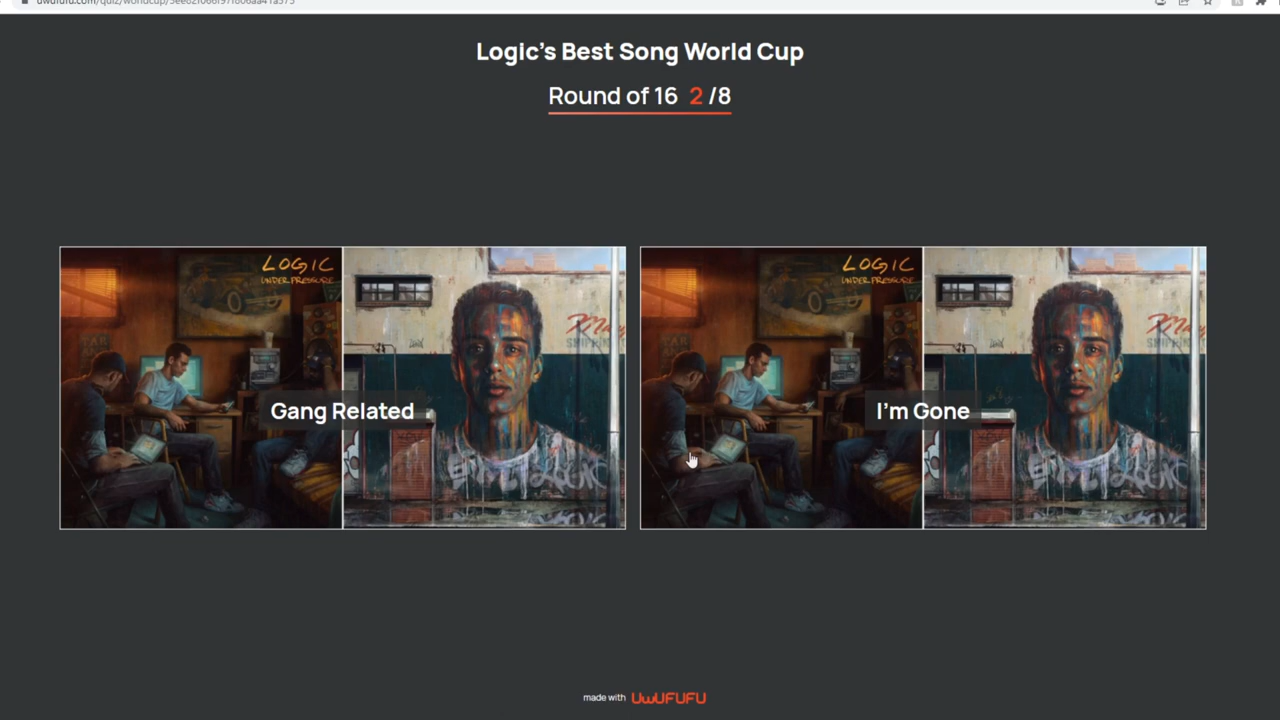 Logic's Best Song World Cup
Round of 16 2 /8
LOGIC
UNDER PRESSURE
LOGIC
UNDER PRESSURE
Gang Related
I'm Gone
made with UwUFUFU